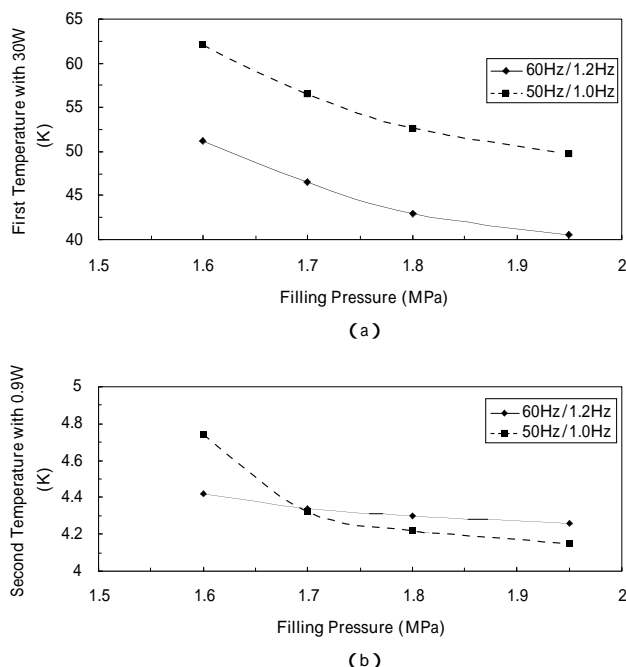 65
60
55
50
45
40
First Temperature with 30W
(K)
60Hz/1.2Hz
50Hz/1.0Hz
1.5 1.6 1.7 1.8 1.9 2
Filling Pressure (MPa)
(a)
5
4.8
4.6
4.4
4.2
4
Second Temperature with 0.9W
(K)
60Hz/1.2Hz
50Hz/1.0Hz
1.5 1.6 1.7 1.8 1.9 2
Filling Pressure (MPa)
(b)